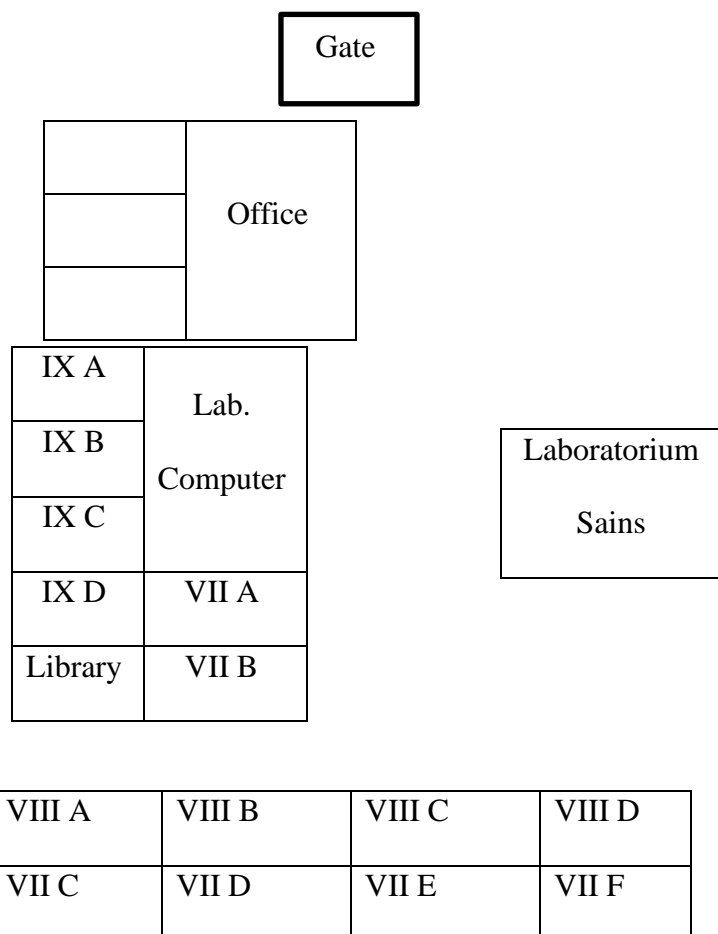 Gate
Office
IX A
Lab.
Computer
IX B
IX C
IX D
VII A
Library
VII B
Laboratorium
Sains
VIII A
VIII B
VIII C
VIII D
VII C
VII D
VII E
VII F